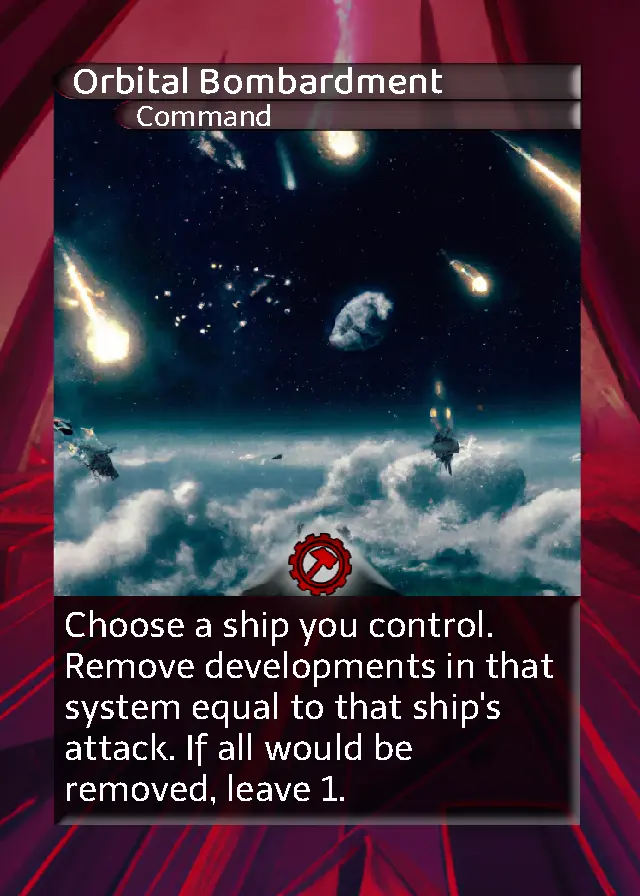 Orbital Bombardment
Command
Choose a ship you control.
Remove developments in that
system equal to that ship's
attack. If all would be
removed, leave 1.